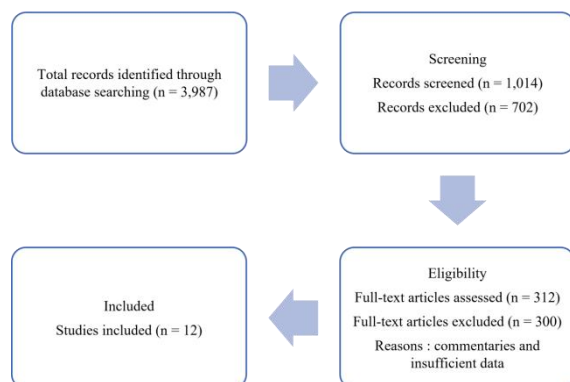 Total records identified through
database searching (n = 3,987)
Screening
Records screened (n = 1,014)
Records excluded (n = 702)
Eligibility
Full-text articles assessed (n = 312)
Full-text articles excluded (n = 300)
Reasons : commentaries and
insufficient data
Included
Studies included (n = 12)